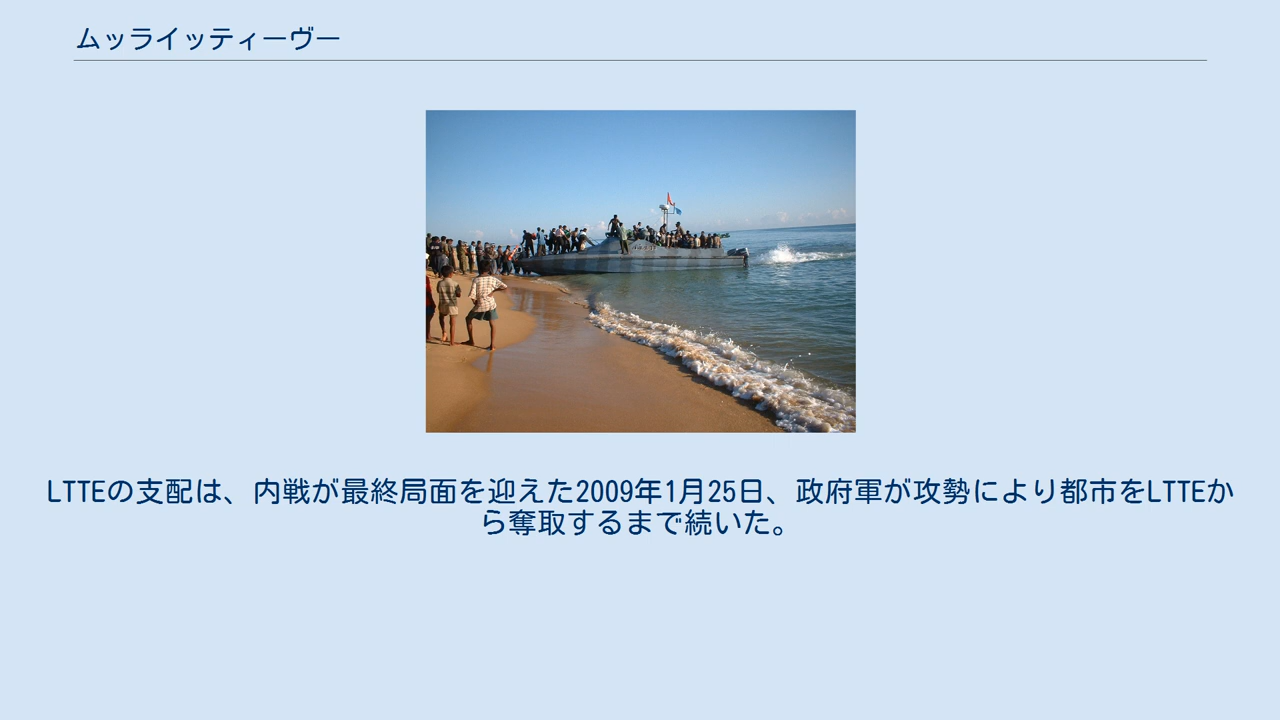 ムッライッティーヴー
LTTEの支配は、内戦が最終局面を迎えた2009年1月25日、政府軍が攻勢により都市をLTTEか
ら奪取するまで続いた。